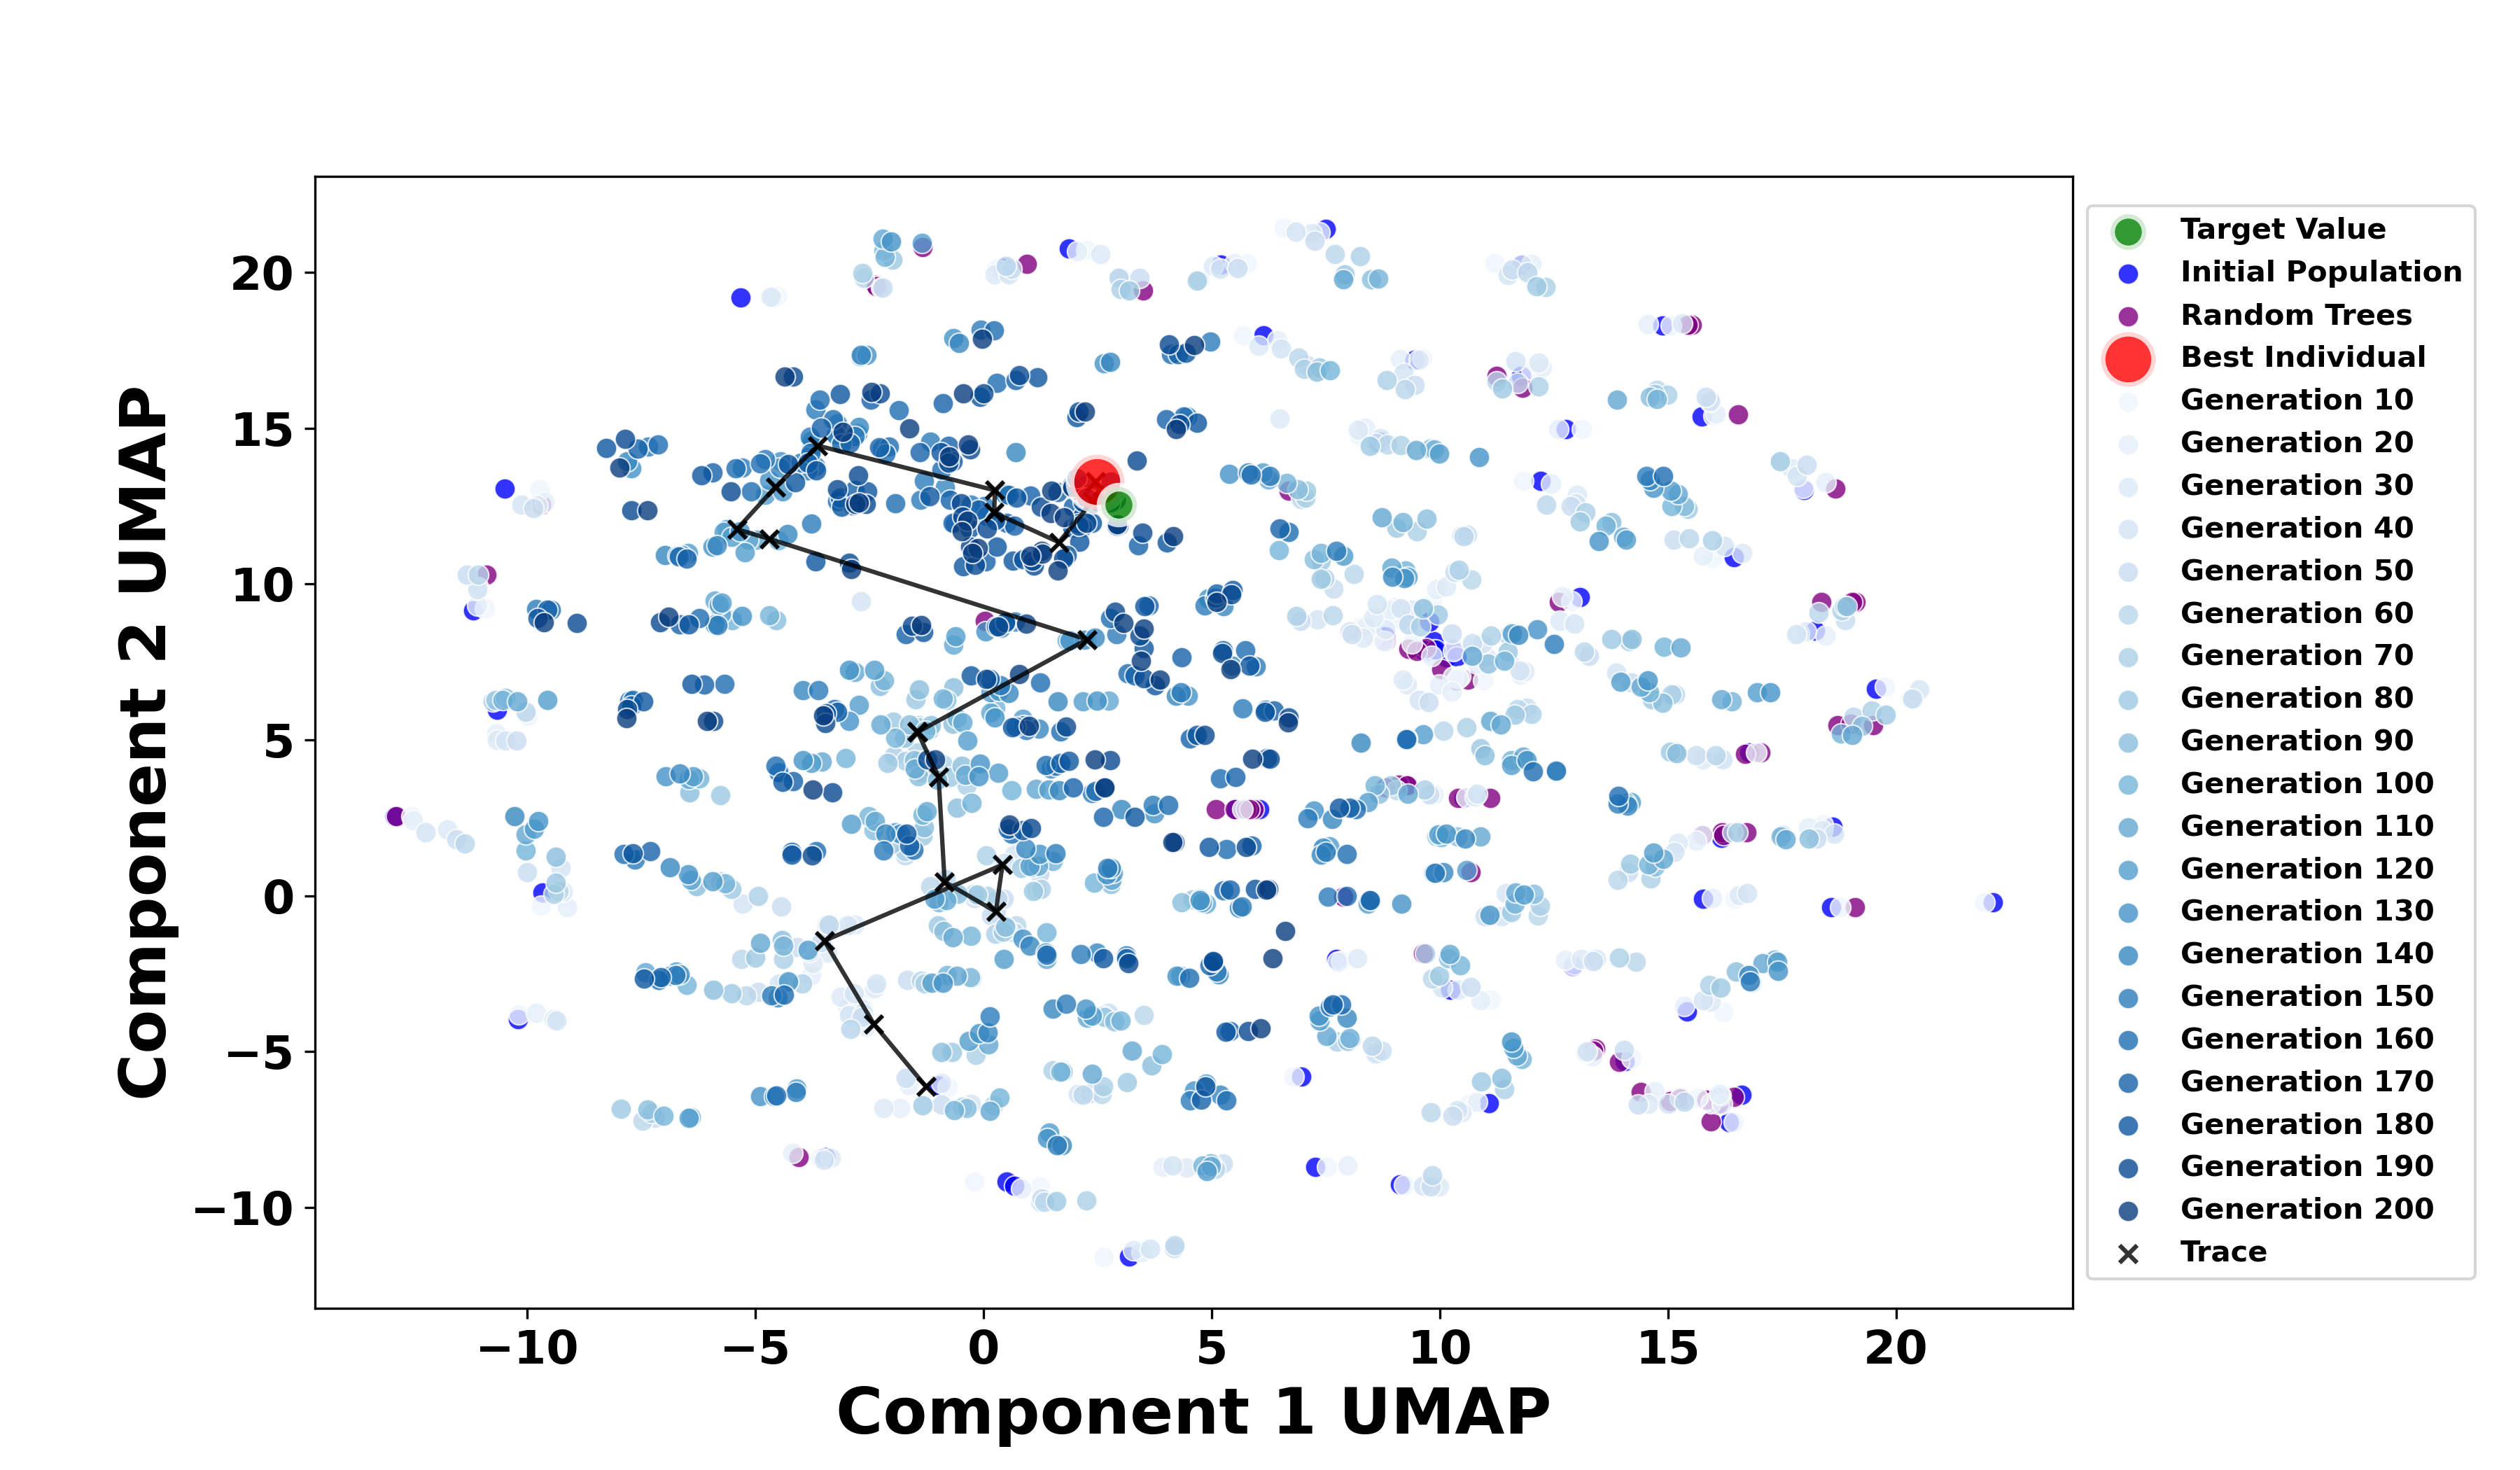 20
15
10
5
0
−5
−10
Component 2 UMAP
−10 −5 0 5 10 15 20
Component 1 UMAP
Target Value
Initial Population
Random Trees
Best Individual
Generation 10
Generation 20
Generation 30
Generation 40
Generation 50
Generation 60
Generation 70
Generation 80
Generation 90
Generation 100
Generation 110
Generation 120
Generation 130
Generation 140
Generation 150
Generation 160
Generation 170
Generation 180
Generation 190
Generation 200
Trace